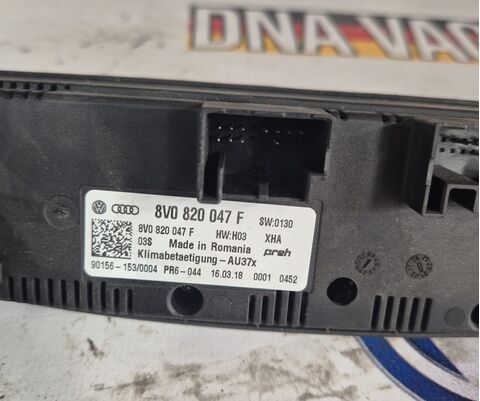 DNA VAG
8V0 820 047 F SW:0130
8V0 820 047 F HW:H03 XHA
03S Made in Romania preh
Klimabetaetigung-AU37x
90156-153/0004 PR6-044 16.03.18 0001 0452